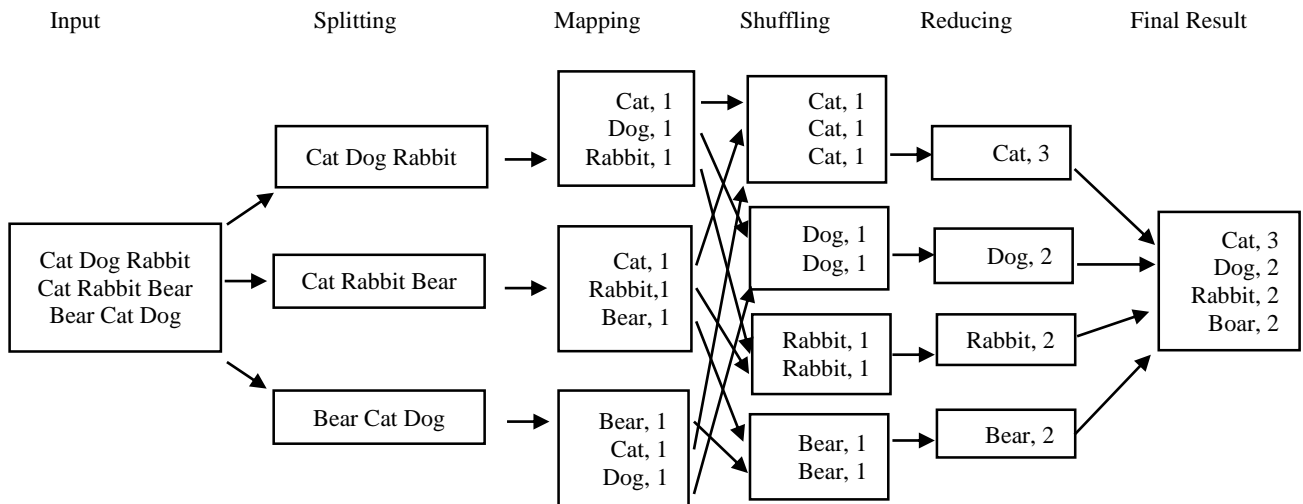 Input
Splitting
Mapping
Shuffling
Reducing
Final Result
Cat Dog Rabbit
Cat Rabbit Bear
Bear Cat Dog
Cat Dog Rabbit
Cat Rabbit Bear
Bear Cat Dog
Cat, 1
Dog, 1
Rabbit, 1
Cat, 1
Rabbit,1
Bear, 1
Bear, 1
Cat, 1
Dog, 1
Cat, 1
Cat, 1
Cat, 1
Dog, 1
Dog, 1
Rabbit, 1
Rabbit, 1
Bear, 1
Bear, 1
Cat, 3
Dog, 2
Rabbit, 2
Bear, 2
Cat, 3
Dog, 2
Rabbit, 2
Boar, 2